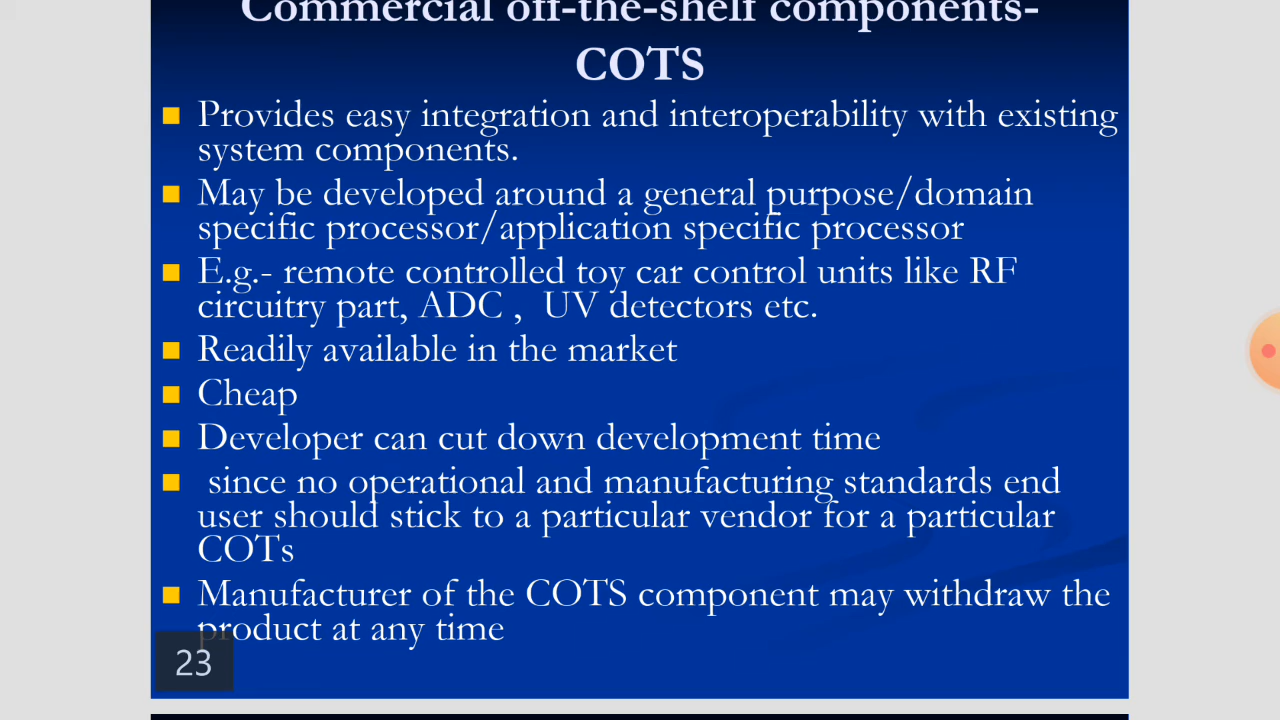 Commercial off-the-shelf components-
COTS
Provides easy integration and interoperability with existing
system components.
May be developed around a general purpose/domain
specific processor/application specific processor
E.g.- remote controlled toy car control units like RF
circuitry part, ADC ,  UV detectors etc.
Readily available in the market
Cheap
Developer can cut down development time
since no operational and manufacturing standards end
user should stick to a particular vendor for a particular
COTs
Manufacturer of the COTS component may withdraw the
product at any time
23